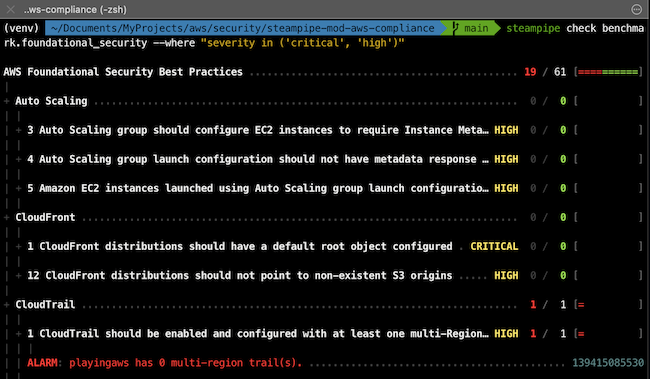 ..ws-compliance (-zsh)
(venv) ~/Documents/MyProjects/aws/security/steampipe-mod-aws-compliance main steampipe check benchma
rk.foundational_security --where "severity in ('critical', 'high')"
AWS Foundational Security Best Practices ........................................ 19 / 61 [==========]
+ Auto Scaling ................................................................ 0 / 0 [ ]
+ 3 Auto Scaling group should configure EC2 instances to require Instance Meta… HIGH 0 / 0 [ ]
+ 4 Auto Scaling group launch configuration should not have metadata response … HIGH 0 / 0 [ ]
+ 5 Amazon EC2 instances launched using Auto Scaling group launch configuratio… HIGH 0 / 0 [ ]
+ CloudFront .................................................................. 0 / 0 [ ]
+ 1 CloudFront distributions should have a default root object configured . CRITICAL 0 / 0 [ ]
+ 12 CloudFront distributions should not point to non-existent S3 origins ..... HIGH 0 / 0 [ ]
+ CloudTrail .................................................................. 1 / 1 [= ]
+ 1 CloudTrail should be enabled and configured with at least one multi-Region… HIGH 1 / 1 [= ]
ALARM: playingaws has 0 multi-region trail(s). ....................................... 139415085530